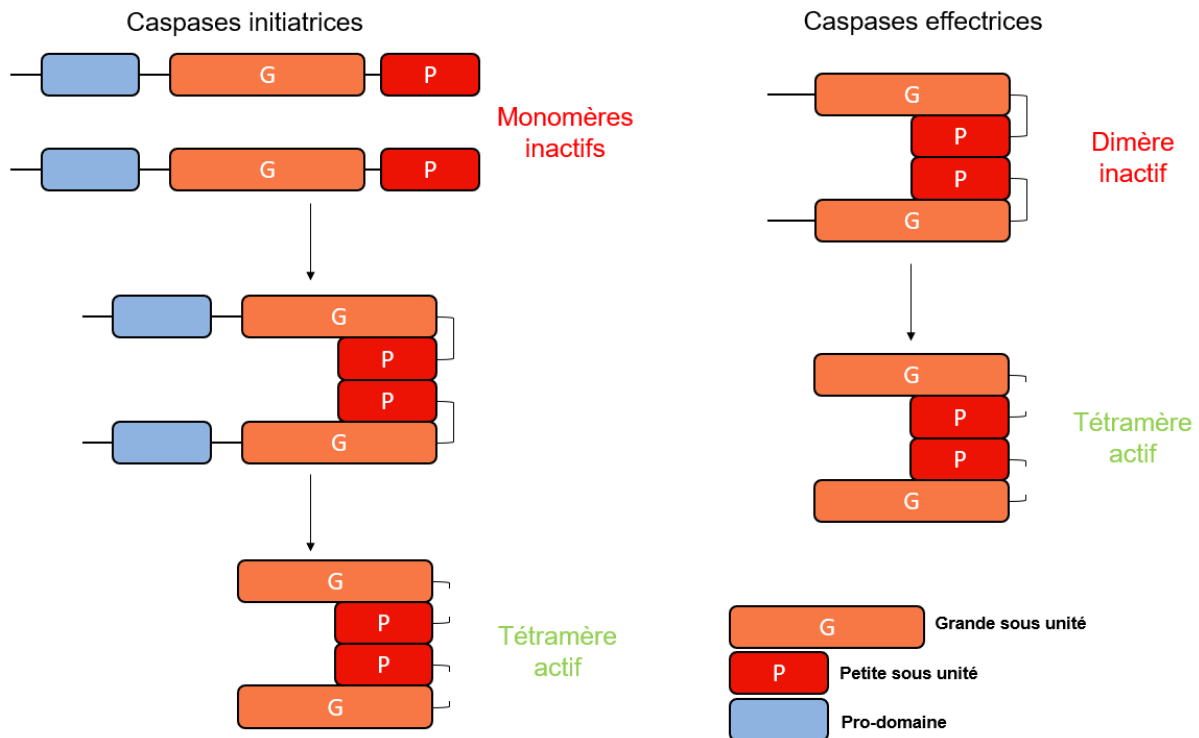 Caspases initiatrices
G
P
Monomères
inactifs
G
P
G
P
P
G
G
P
P
G
Tétramère
actif
Caspases effectrices
G
P
P
G
Dimère
inactif
G
P
P
G
Tétramère
actif
G Grande sous unité
P Petite sous unité
Pro-domaine